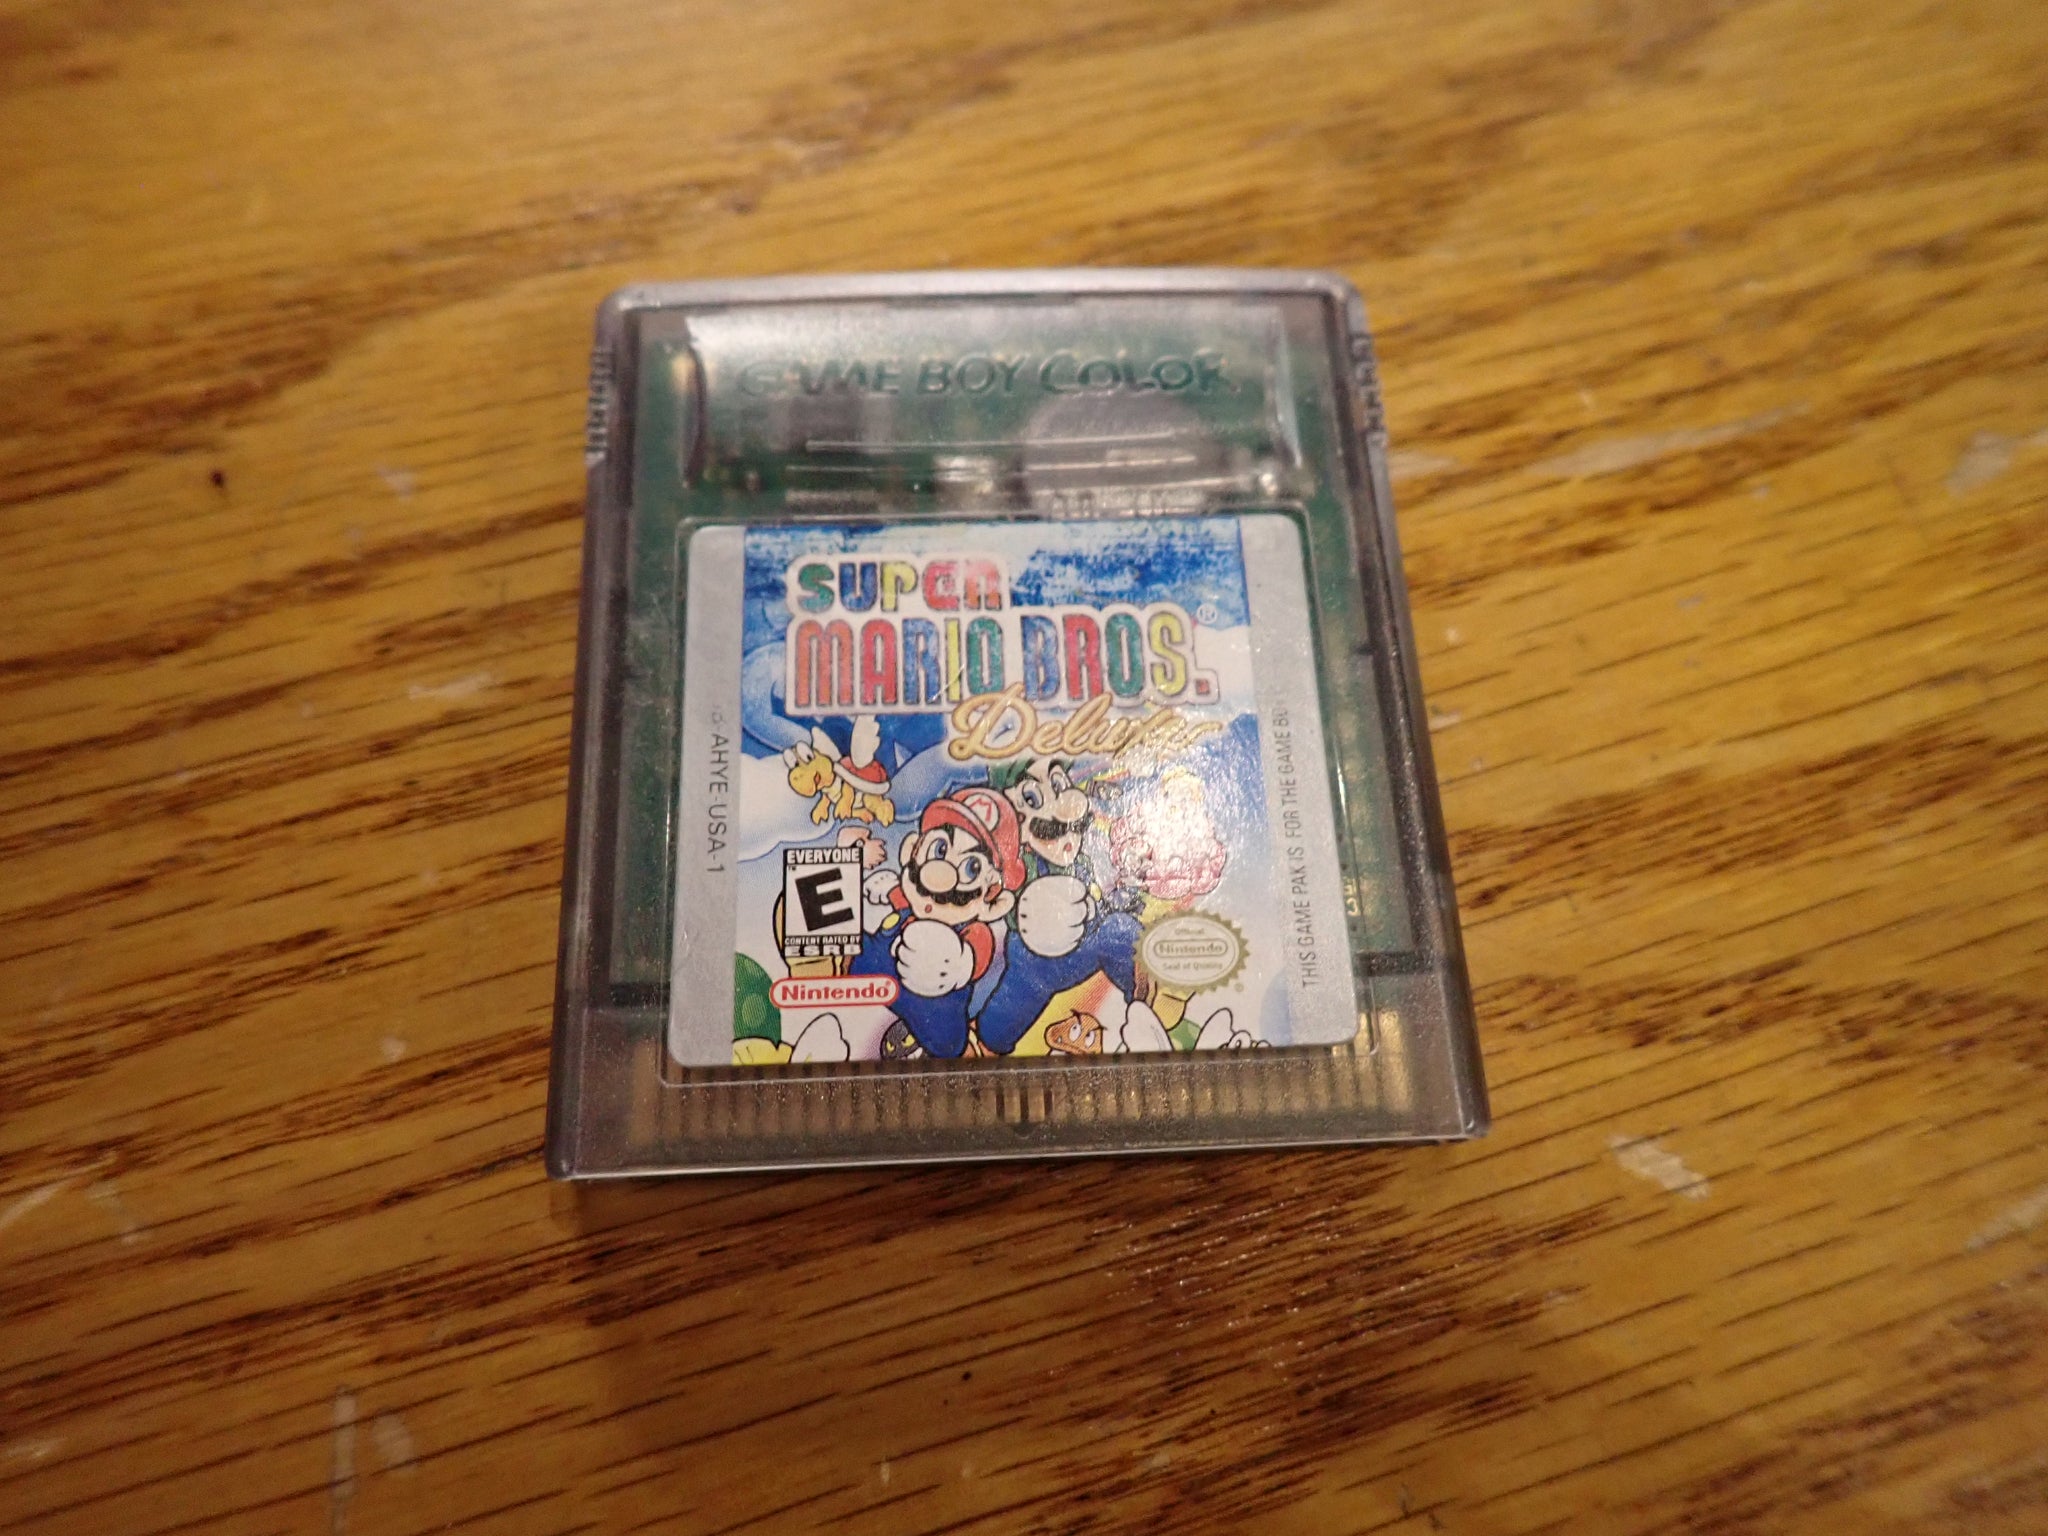 GAME BOY COLOR
SUPER
MARIO BROS.®
Deluxe
AHYE-USA-1
THIS GAME PAK IS FOR THE GAME
EVERYONE
E
CONTENT RATED BY
ESRB
Nintendo
Official
Nintendo
Seal of Quality